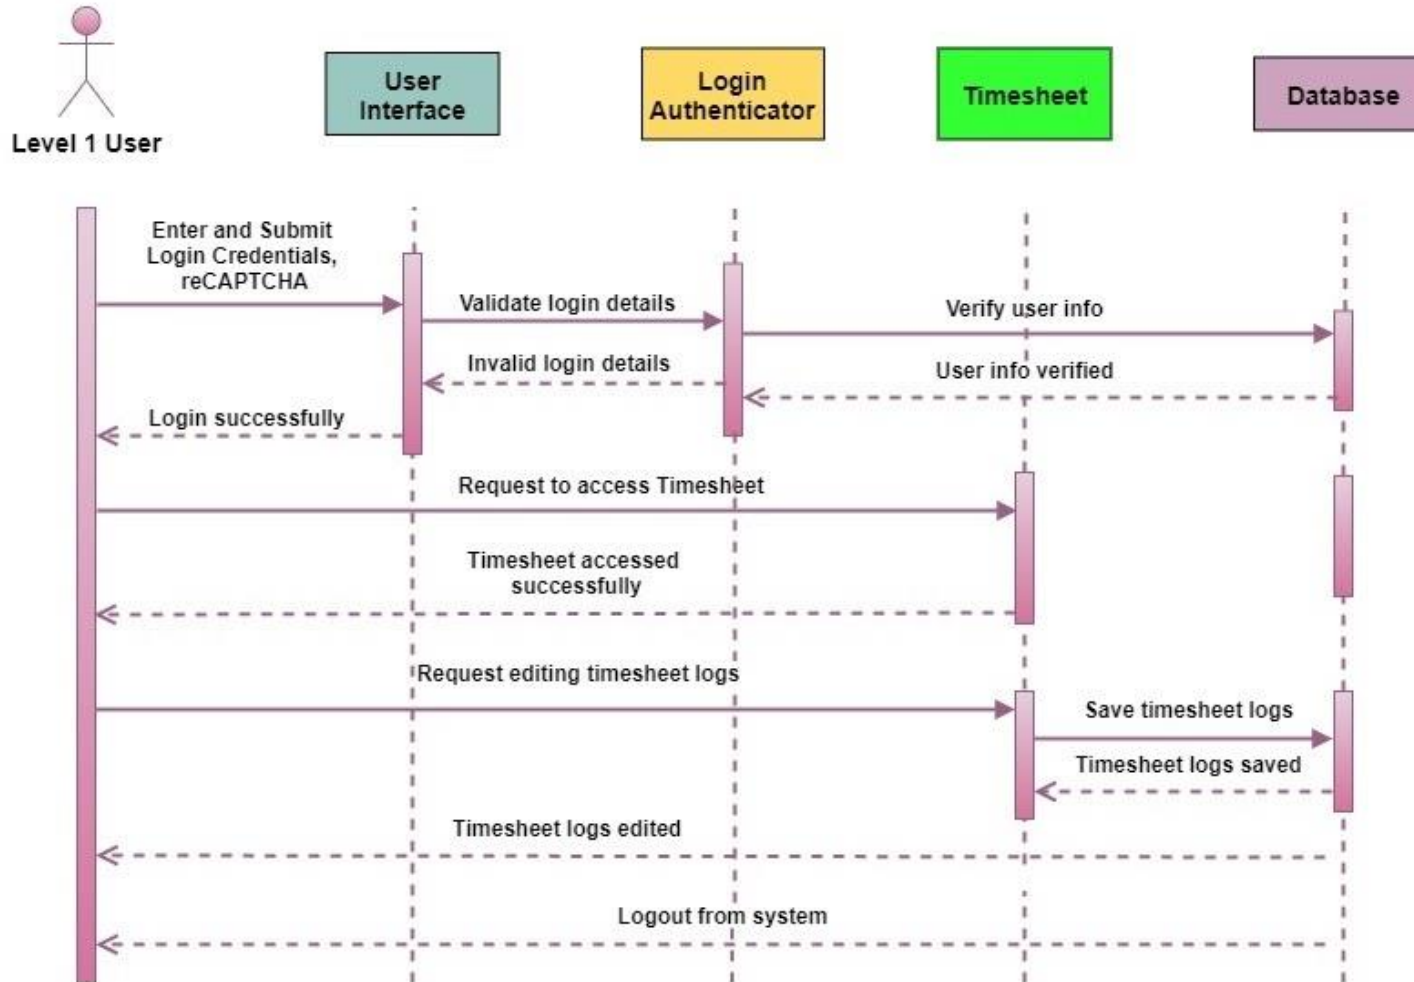 User
Interface
Login
Authenticator
Timesheet
Database
Level 1 User
Enter and Submit
Login Credentials,
reCAPTCHA
Validate login details
Verify user info
Invalid login details
User info verified
Login successfully
Request to access Timesheet
Timesheet accessed
successfully
Request editing timesheet logs
Save timesheet logs
Timesheet logs saved
Timesheet logs edited
Logout from system